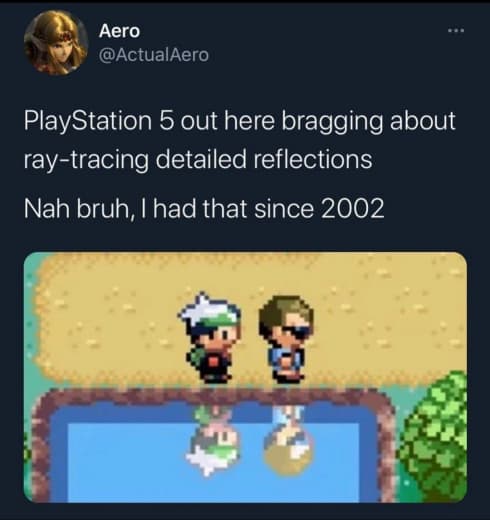 Aero
@ActualAero
PlayStation 5 out here bragging about
ray-tracing detailed reflections
Nah bruh, I had that since 2002